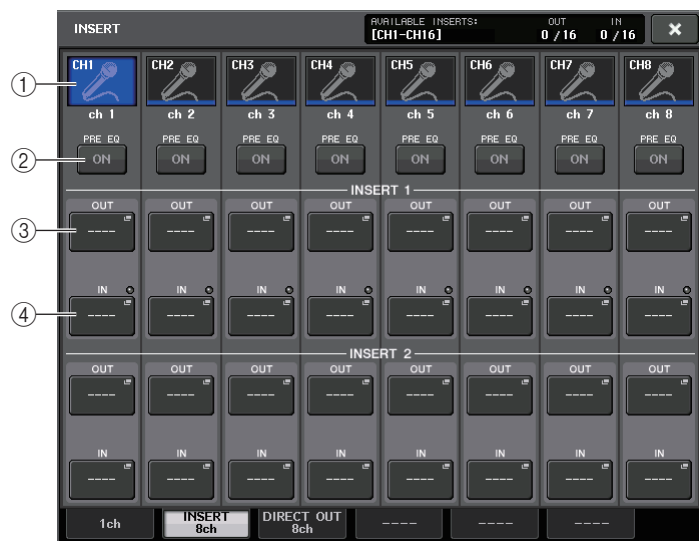 INSERT
AVAILABLE INSERTS: OUT IN
[CH1-CH16] 0 /16 0 /16
CH1 CH2 CH3 CH4 CH5 CH6 CH7 CH8
1
ch 1 ch 2 ch 3 ch 4 ch 5 ch 6 ch 7 ch 8
PRE EQ PRE EQ PRE EQ PRE EQ PRE EQ PRE EQ PRE EQ PRE EQ
2 ON ON ON ON ON ON ON ON
INSERT 1
OUT OUT OUT OUT OUT OUT OUT OUT
3 ---- ---- ---- ---- ---- ---- ---- ----
IN IN IN IN IN IN IN IN
4 ---- ---- ---- ---- ---- ---- ---- ----
INSERT 2
OUT OUT OUT OUT OUT OUT OUT OUT
---- ---- ---- ---- ---- ---- ---- ----
IN IN IN IN IN IN IN IN
---- ---- ---- ---- ---- ---- ---- ----
1ch INSERT DIRECT OUT ---- ---- ----
8ch 8ch